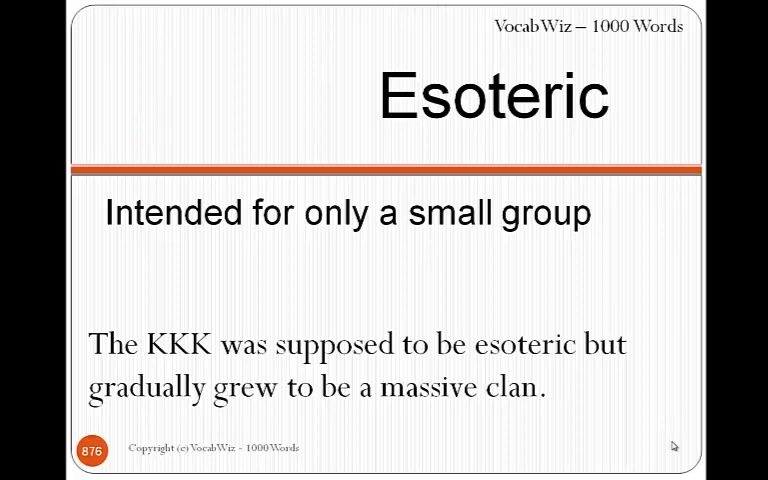 VocabWiz – 1000 Words
Esoteric
Intended for only a small group
The KKK was supposed to be esoteric but
gradually grew to be a massive clan.
876
Copyright (c) VocabWiz - 1000 Words